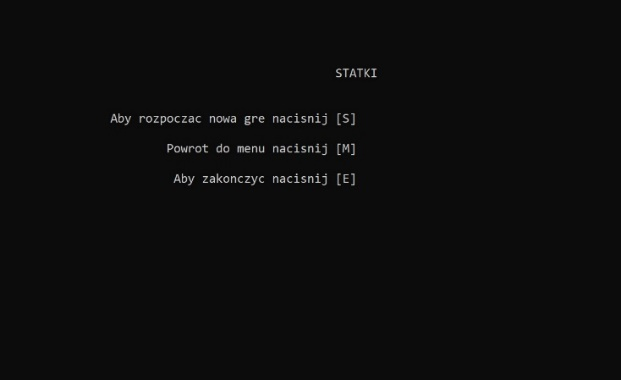 STATKI
Aby rozpoczac nowa gre nacisnij [S]
Powrot do menu nacisnij [M]
Aby zakonczyc nacisnij [E]